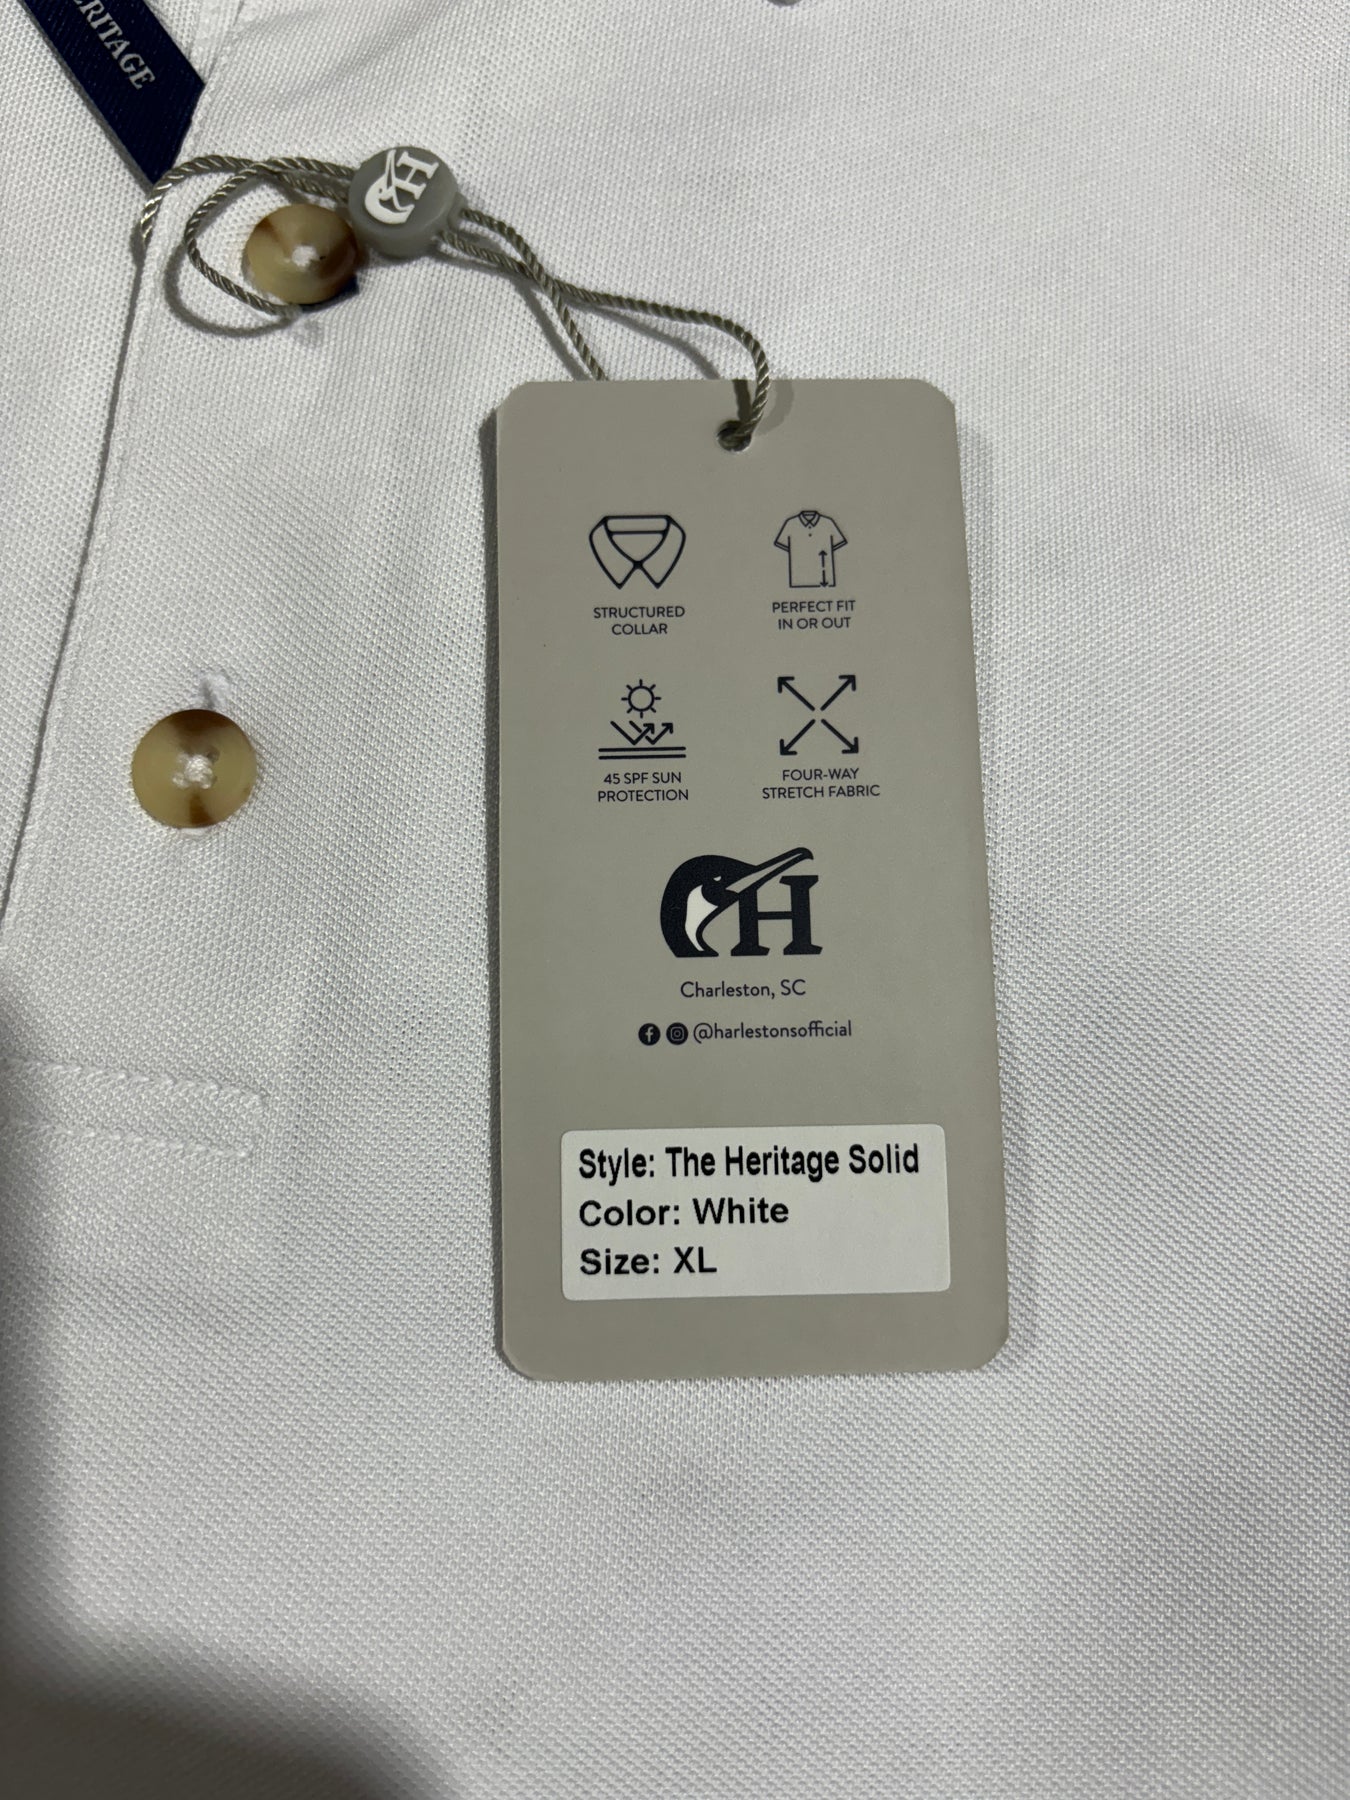 ERITAGE
H
STRUCTURED
COLLAR
PERFECT FIT
IN OR OUT
45 SPF SUN
PROTECTION
FOUR-WAY
STRETCH FABRIC
H
Charleston, SC
@harlestonsofficial
Style: The Heritage Solid
Color: White
Size: XL